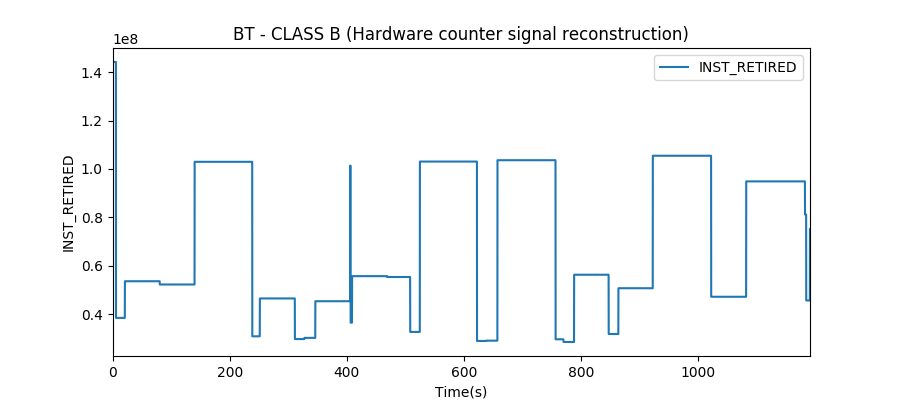 BT - CLASS B (Hardware counter signal reconstruction)
1e8
INST_RETIRED
1.4
1.2
1.0
0.8
0.6
0.4
INST_RETIRED
0 200 400 600 800 1000
Time(s)